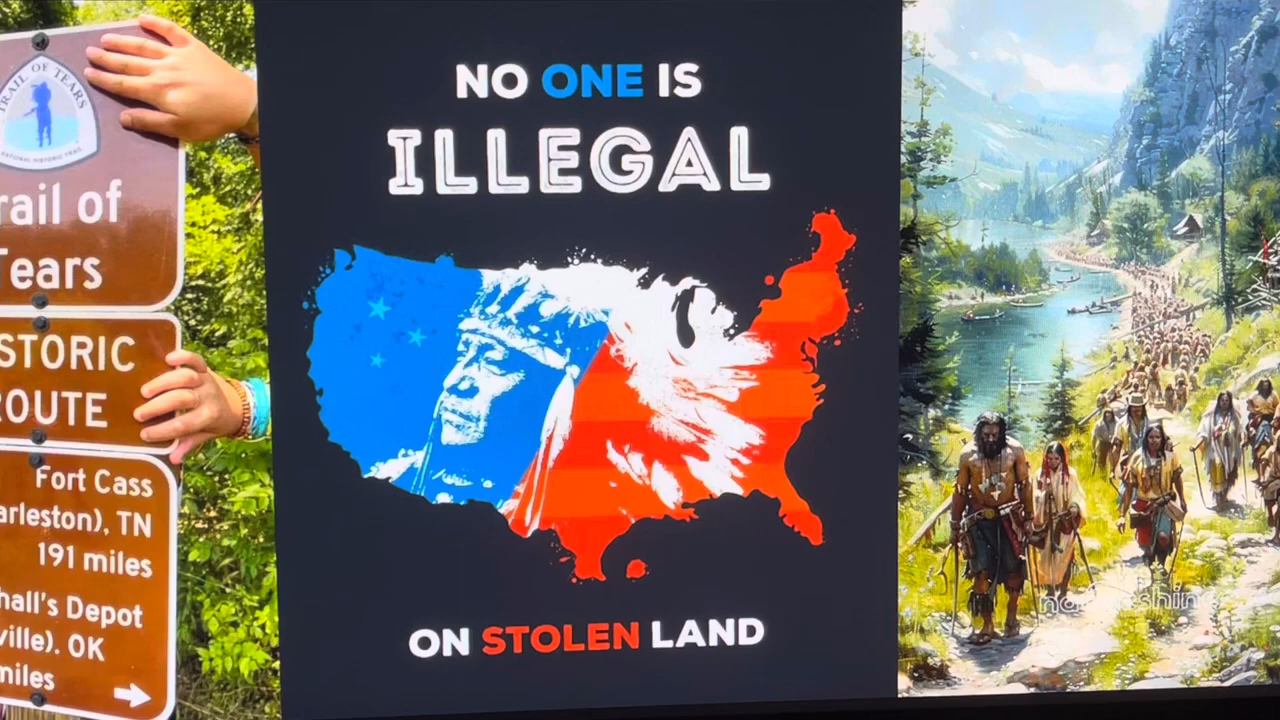 TRAIL OF TEARS
NATIONAL HISTORIC TRAIL
rail of
Tears
STORIC
ROUTE
Fort Cass
arleston), TN
191 miles
hall's Depot
ville). OK
miles
NO ONE IS
ILLEGAL
ON STOLEN LAND